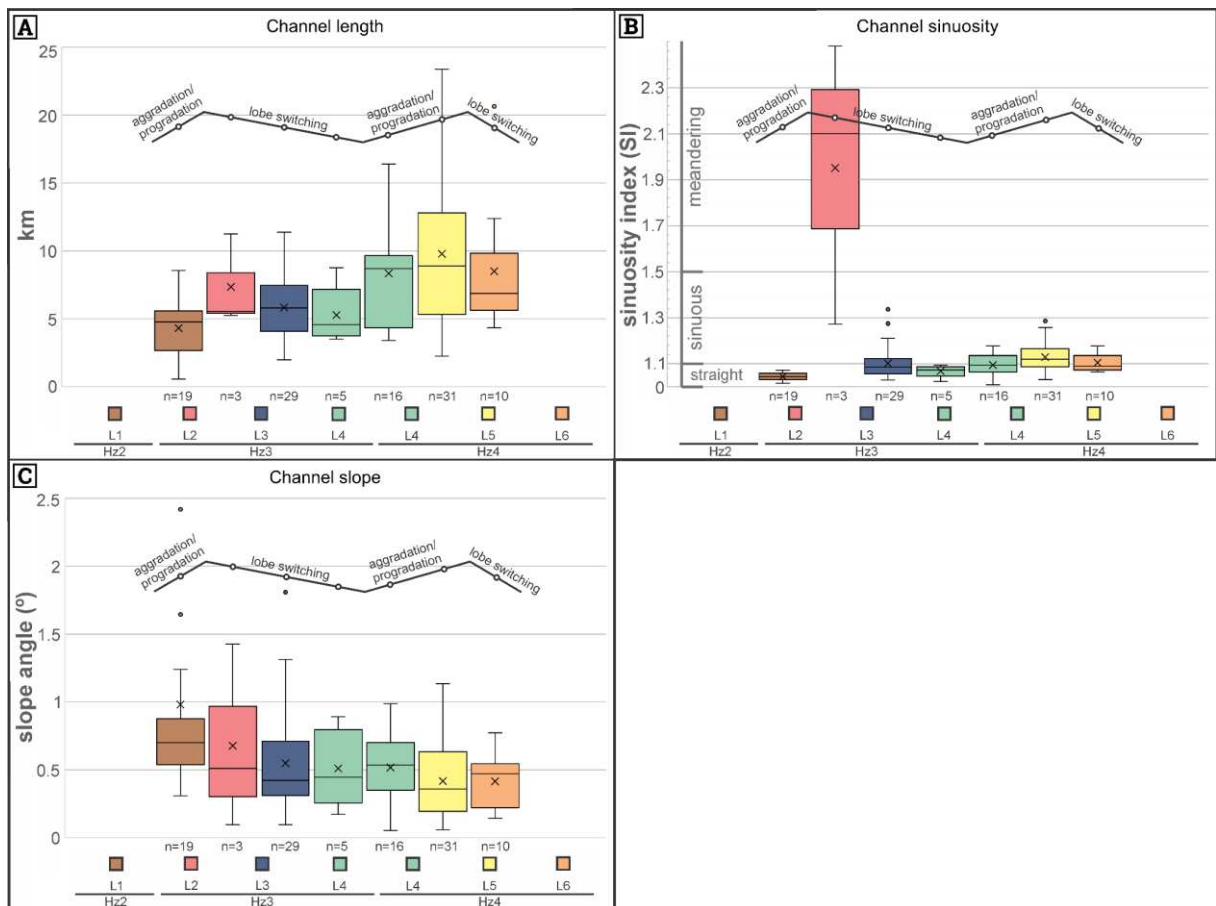 A
Channel length
25
20
15
10
5
0
km
aggradation/
progradation
lobe switching
aggradation/
progradation
lobe switching
n=19 n=3 n=29 n=5 n=16 n=31 n=10
L1 L2 L3 L4 L4 L5 L6
Hz2 Hz3 Hz4
B
Channel sinuosity
2.3
2.1
1.9
1.7
1.5
1.3
1.1
0
sinuosity index (SI)
meandering
sinuous
straight
aggradation/
progradation
lobe switching
aggradation/
progradation
lobe switching
n=19 n=3 n=29 n=5 n=16 n=31 n=10
L1 L2 L3 L4 L4 L5 L6
Hz2 Hz3 Hz4
C
Channel slope
2.5
2
1.5
1
0.5
0
slope angle (º)
aggradation/
progradation
lobe switching
aggradation/
progradation
lobe switching
n=19 n=3 n=29 n=5 n=16 n=31 n=10
L1 L2 L3 L4 L4 L5 L6
Hz2 Hz3 Hz4